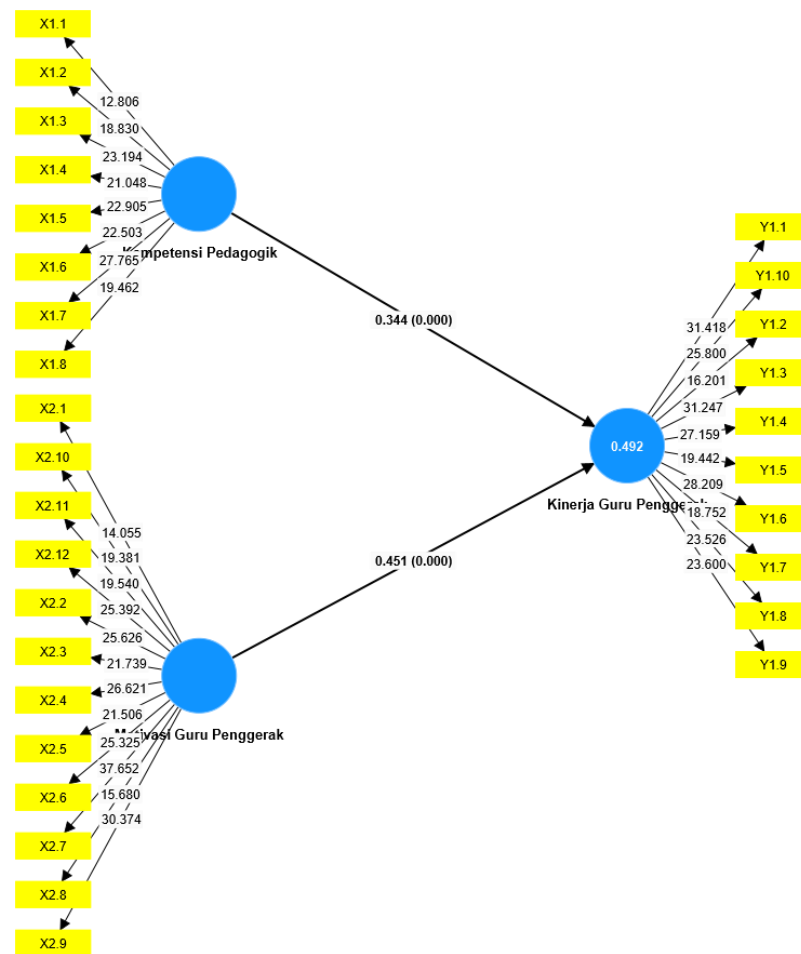 X1.1
X1.2
X1.3
X1.4
X1.5
X1.6
X1.7
X1.8
12.806
18.830
23.194
21.048
22.905
22.503
27.765
19.462
Kompetensi Pedagogik
0.344 (0.000)
X2.1
X2.10
X2.11
X2.12
X2.2
X2.3
X2.4
X2.5
X2.6
X2.7
X2.8
X2.9
14.055
19.381
19.540
25.392
25.626
21.739
26.621
21.506
25.325
37.652
15.680
30.374
Motivasi Guru Penggerak
0.451 (0.000)
0.492
Kinerja Guru Penggerak
31.418
25.800
16.201
31.247
27.159
19.442
28.209
18.752
23.526
23.600
Y1.1
Y1.10
Y1.2
Y1.3
Y1.4
Y1.5
Y1.6
Y1.7
Y1.8
Y1.9